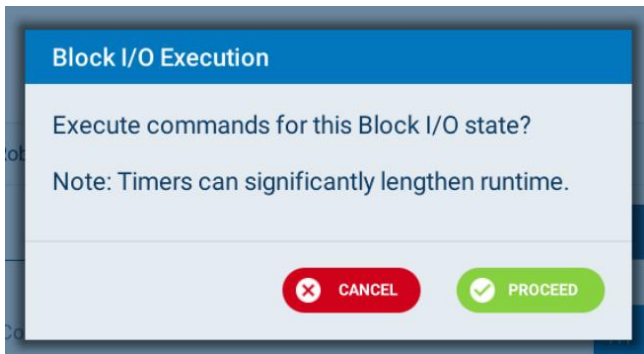 Block I/O Execution
Execute commands for this Block I/O state?
Note: Timers can significantly lengthen runtime.
CANCEL
PROCEED